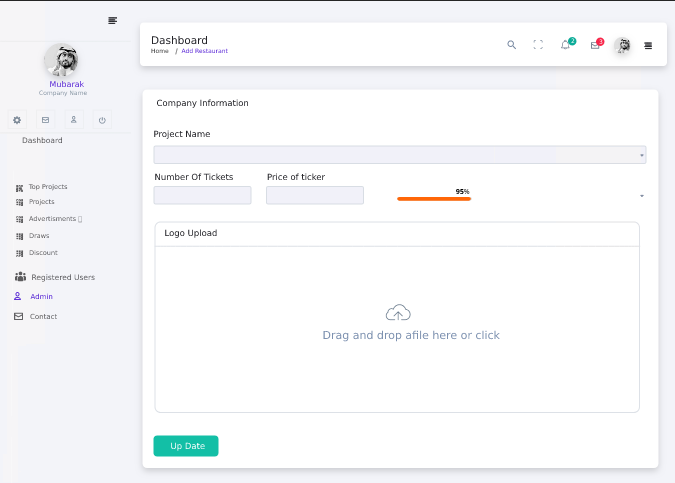 Mubarak
Company Name
Dashboard
Top Projects
Projects
Advertisments
Draws
Discount
Registered Users
Admin
Contact
Dashboard
Home / Add Restaurant
Company Information
Project Name
Number Of Tickets Price of ticker
95%
Logo Upload
Drag and drop afile here or click
Up Date